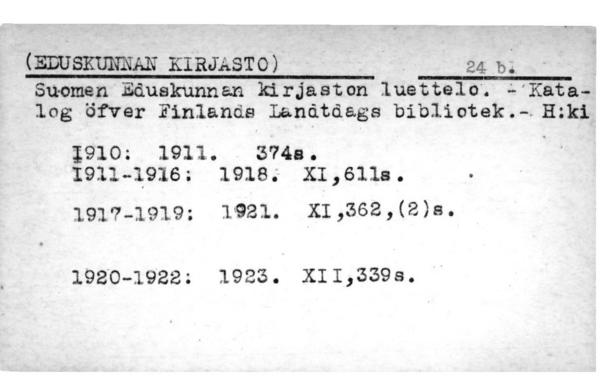 (EDUSKUNNAN KIRJASTO) 24 b.
Suomen Eduskunnan kirjaston luettelo. - Kata-
log öfver Finlands Landtdags bibliotek.- H:ki
1910: 1911. 374s.
1911-1916: 1918. XI,611s.
1917-1919: 1921. XI,362,(2)s.
1920-1922: 1923. XII,339s.